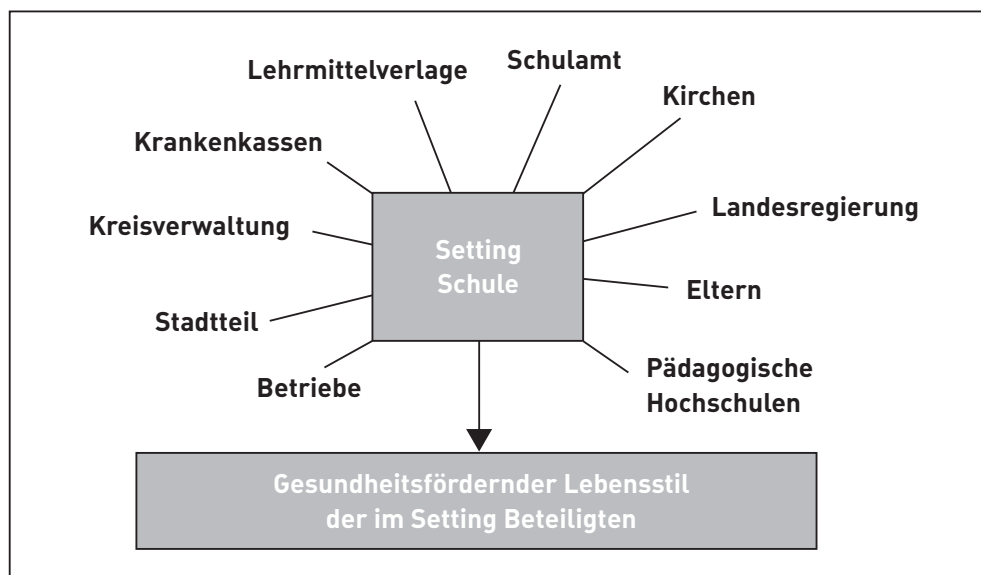 Lehrmittelverlage
Schulamt
Kirchen
Krankenkassen
Landesregierung
Kreisverwaltung
Setting
Schule
Eltern
Stadtteil
Betriebe
Pädagogische
Hochschulen
Gesundheitsfördernder Lebensstil
der im Setting Beteiligten